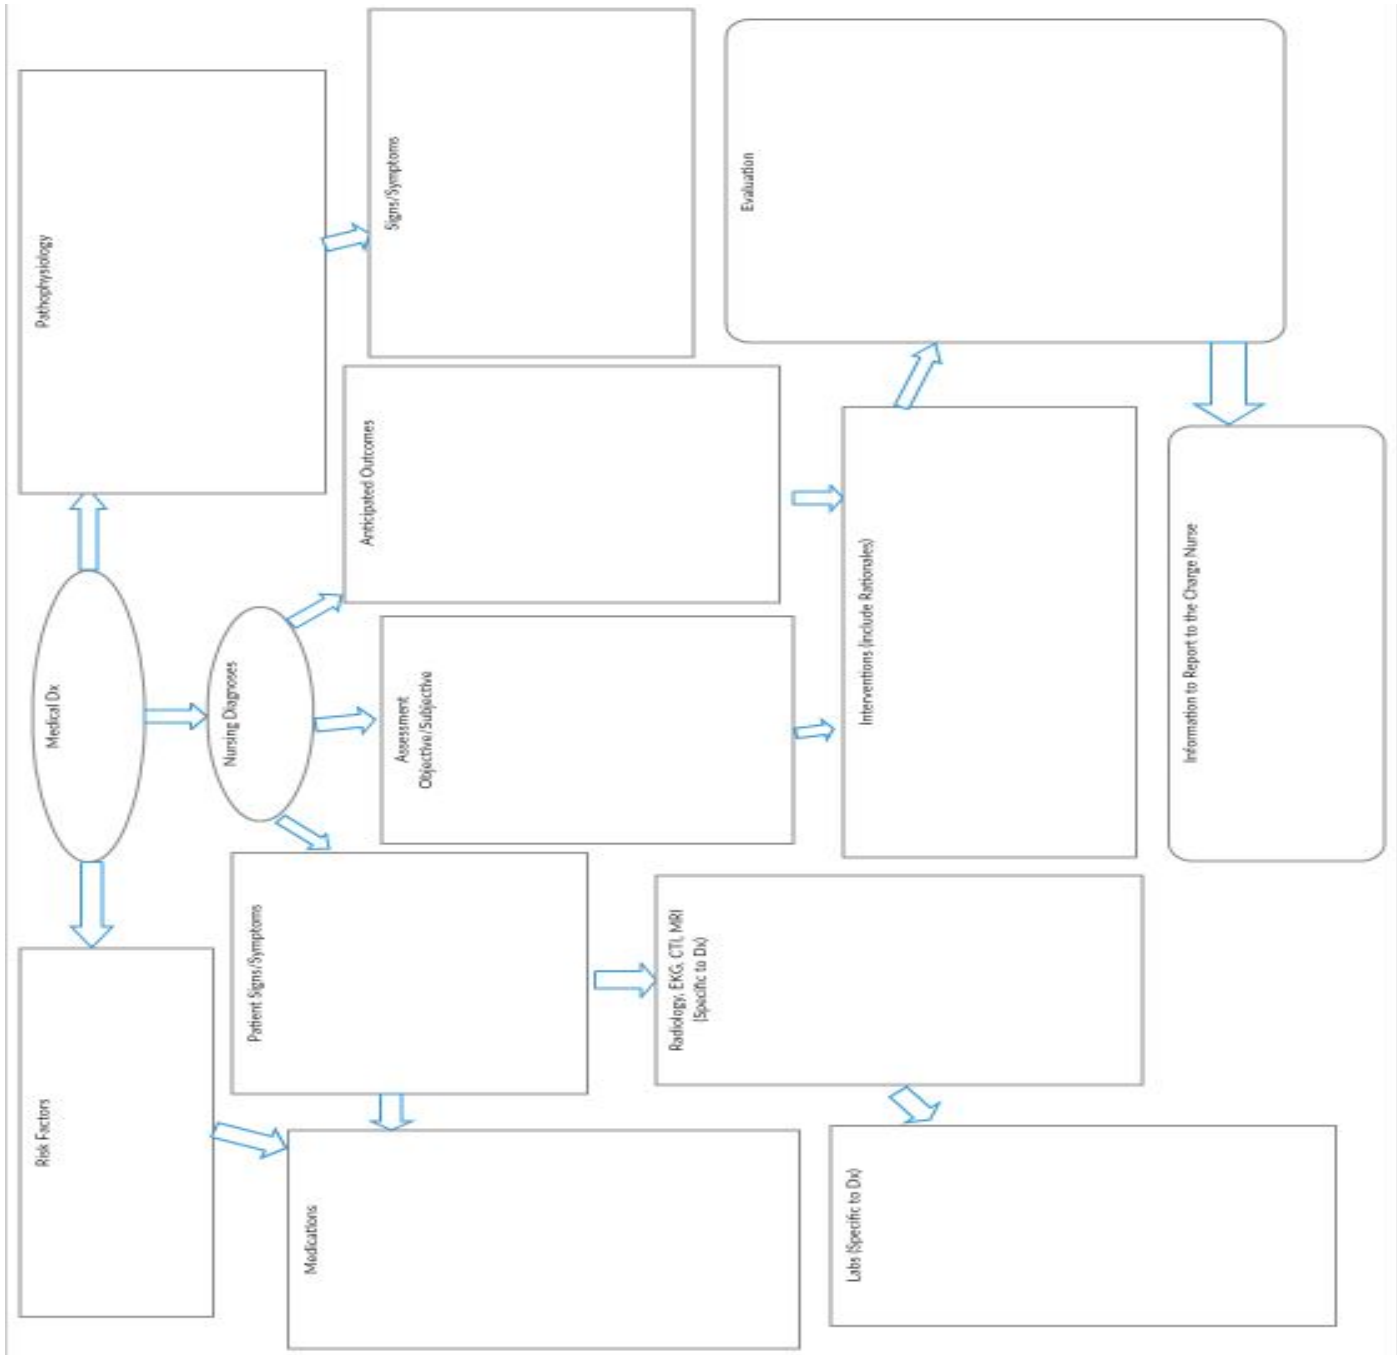 Medical Dx
Risk Factors
Pathophysiology
Nursing Diagnoses
Patient Signs/Symptoms
Medications
Assessment
Objective/Subjective
Anticipated Outcomes
Signs/Symptoms
Radiology, EKG, CTI, MRI
(Specific to Dx)
Labs (Specific to Dx)
Interventions (include Rationales)
Evaluation
Information to Report to the Charge Nurse